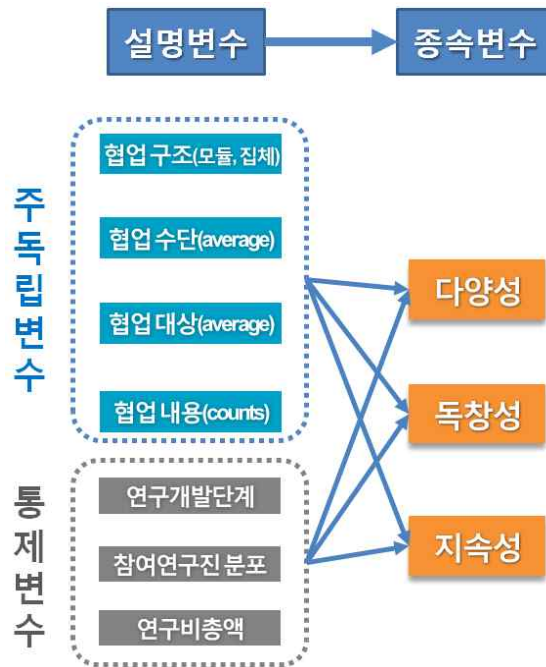 설명변수
종속변수
주독립변수
협업 구조(모듈, 집체)
협업 수단(average)
협업 대상(average)
협업 내용(counts)
통제변수
연구개발단계
참여연구진 분포
연구비총액
다양성
독창성
지속성